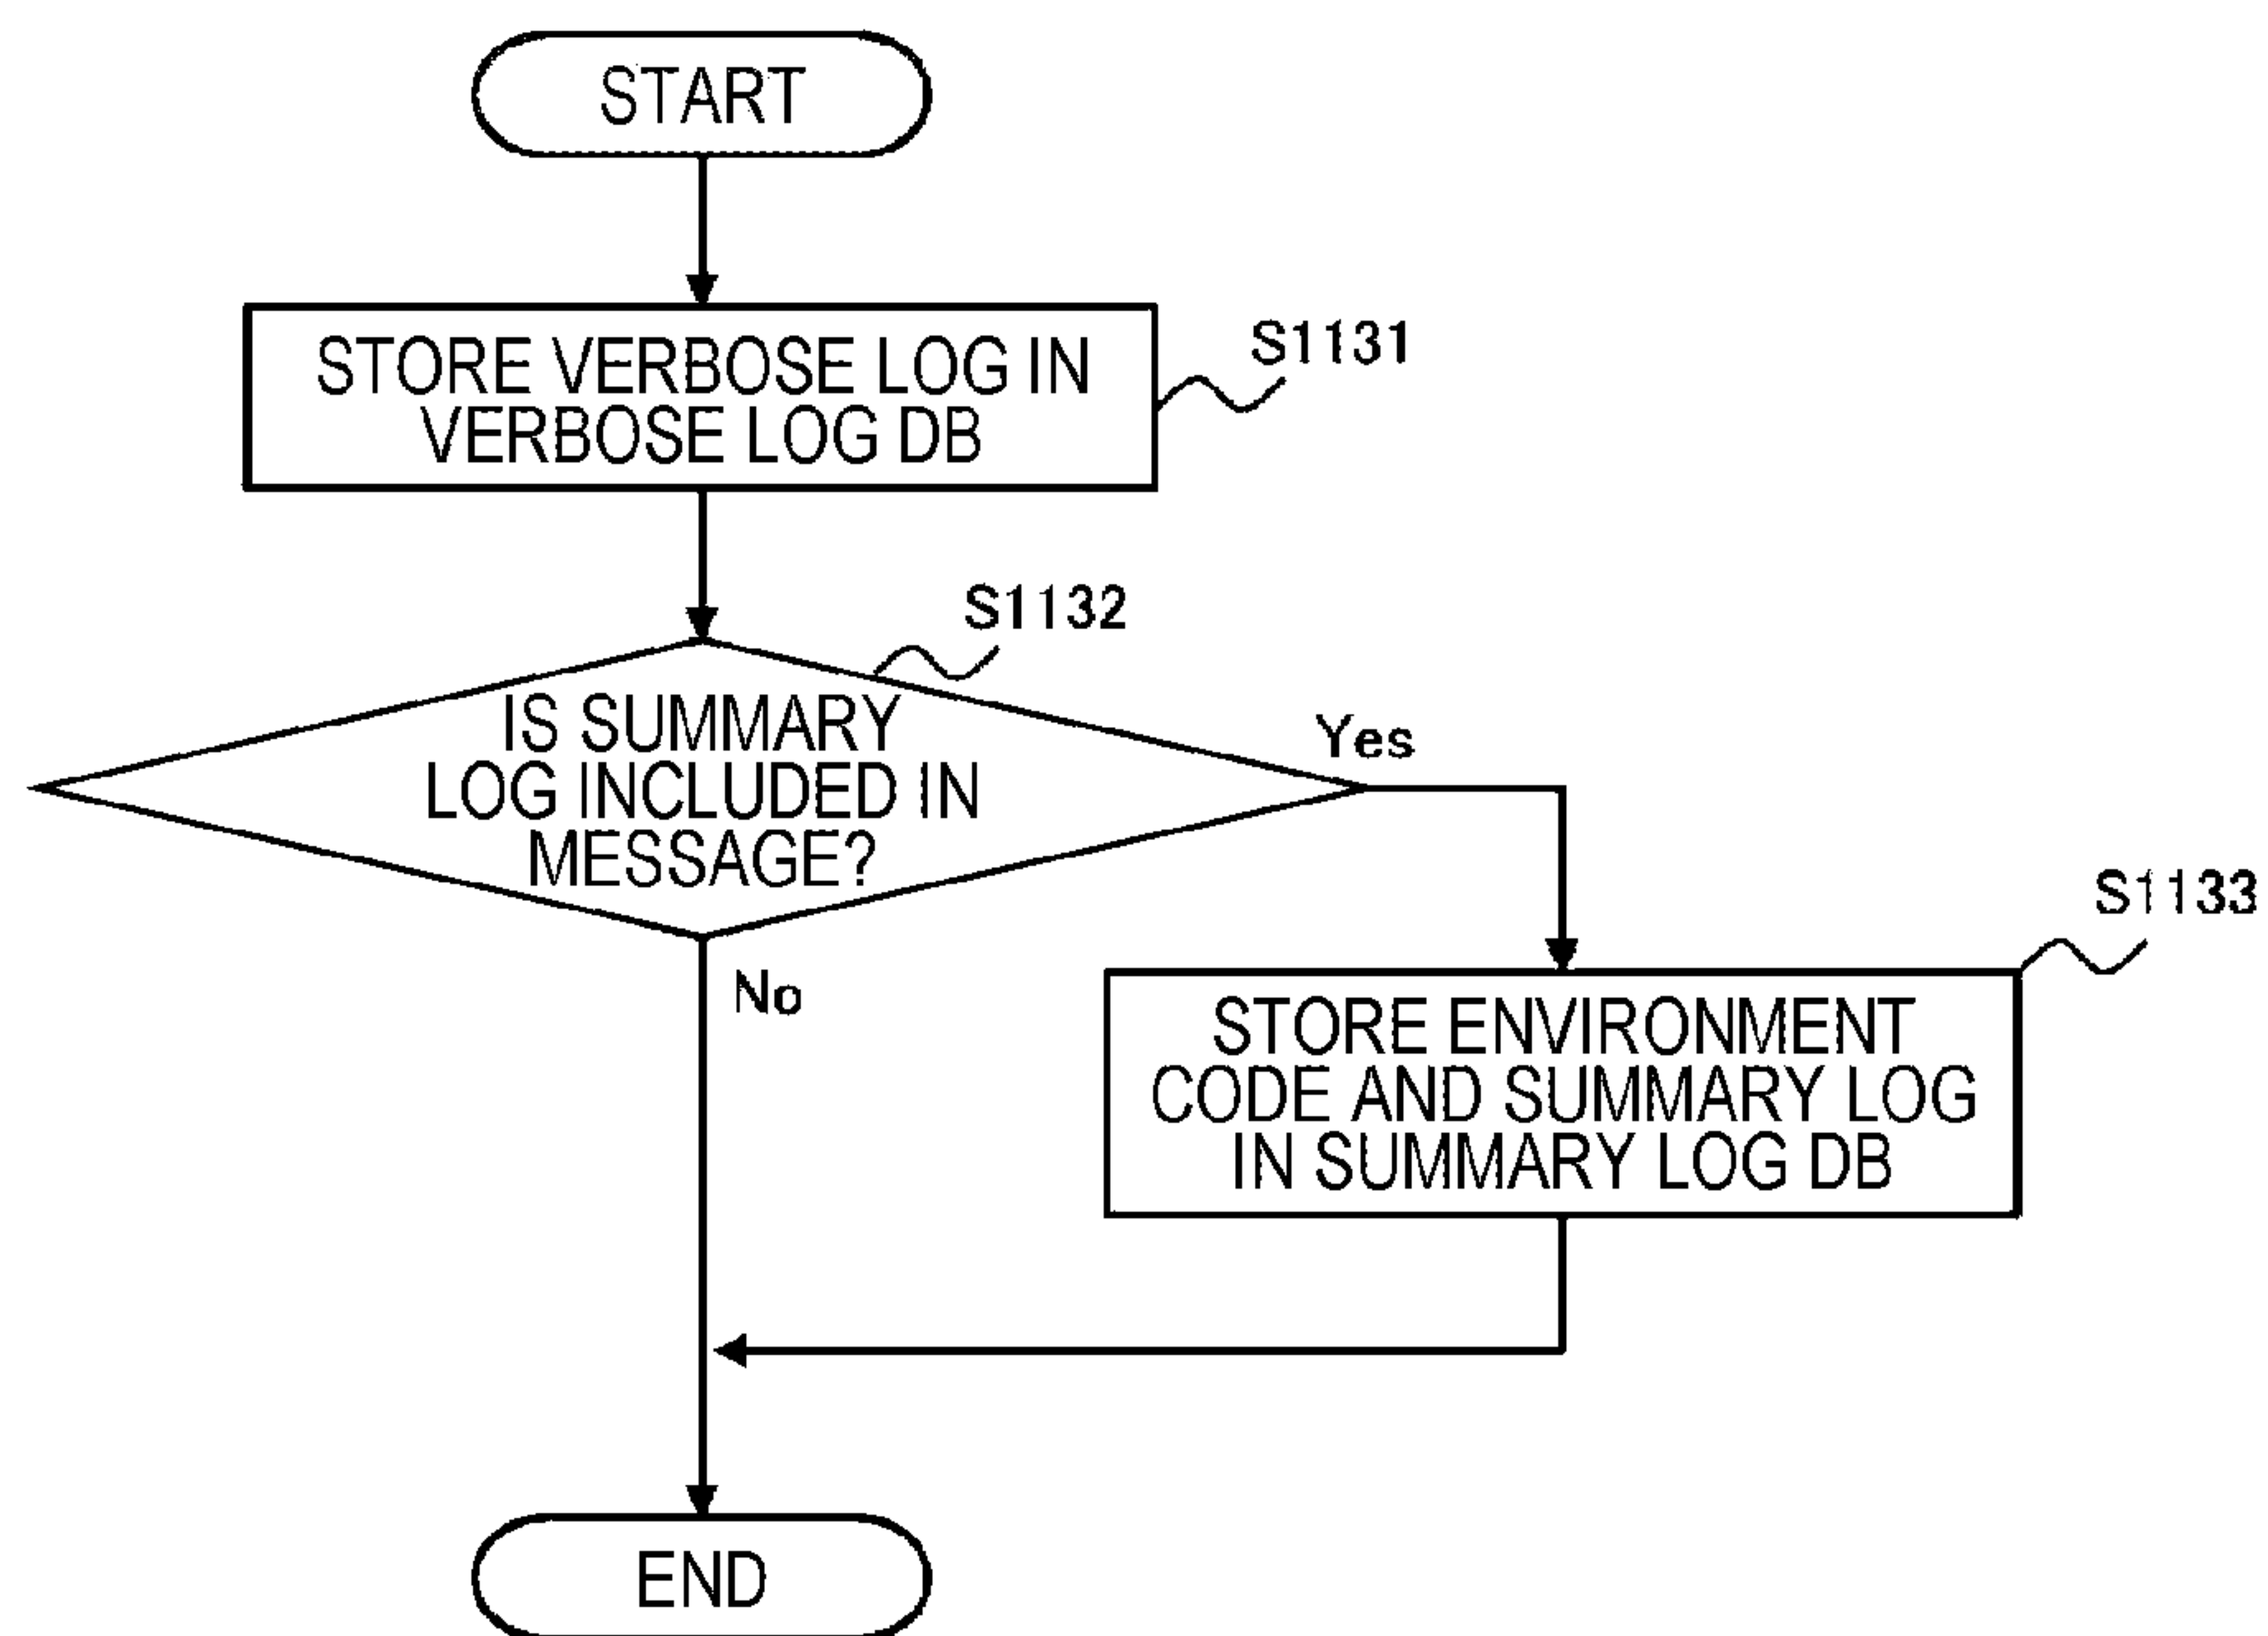 START
STORE VERBOSE LOG IN
VERBOSE LOG DB
S1131
S1132
IS SUMMARY
LOG INCLUDED IN
MESSAGE?
Yes
No
S1133
STORE ENVIRONMENT
CODE AND SUMMARY LOG
IN SUMMARY LOG DB
END